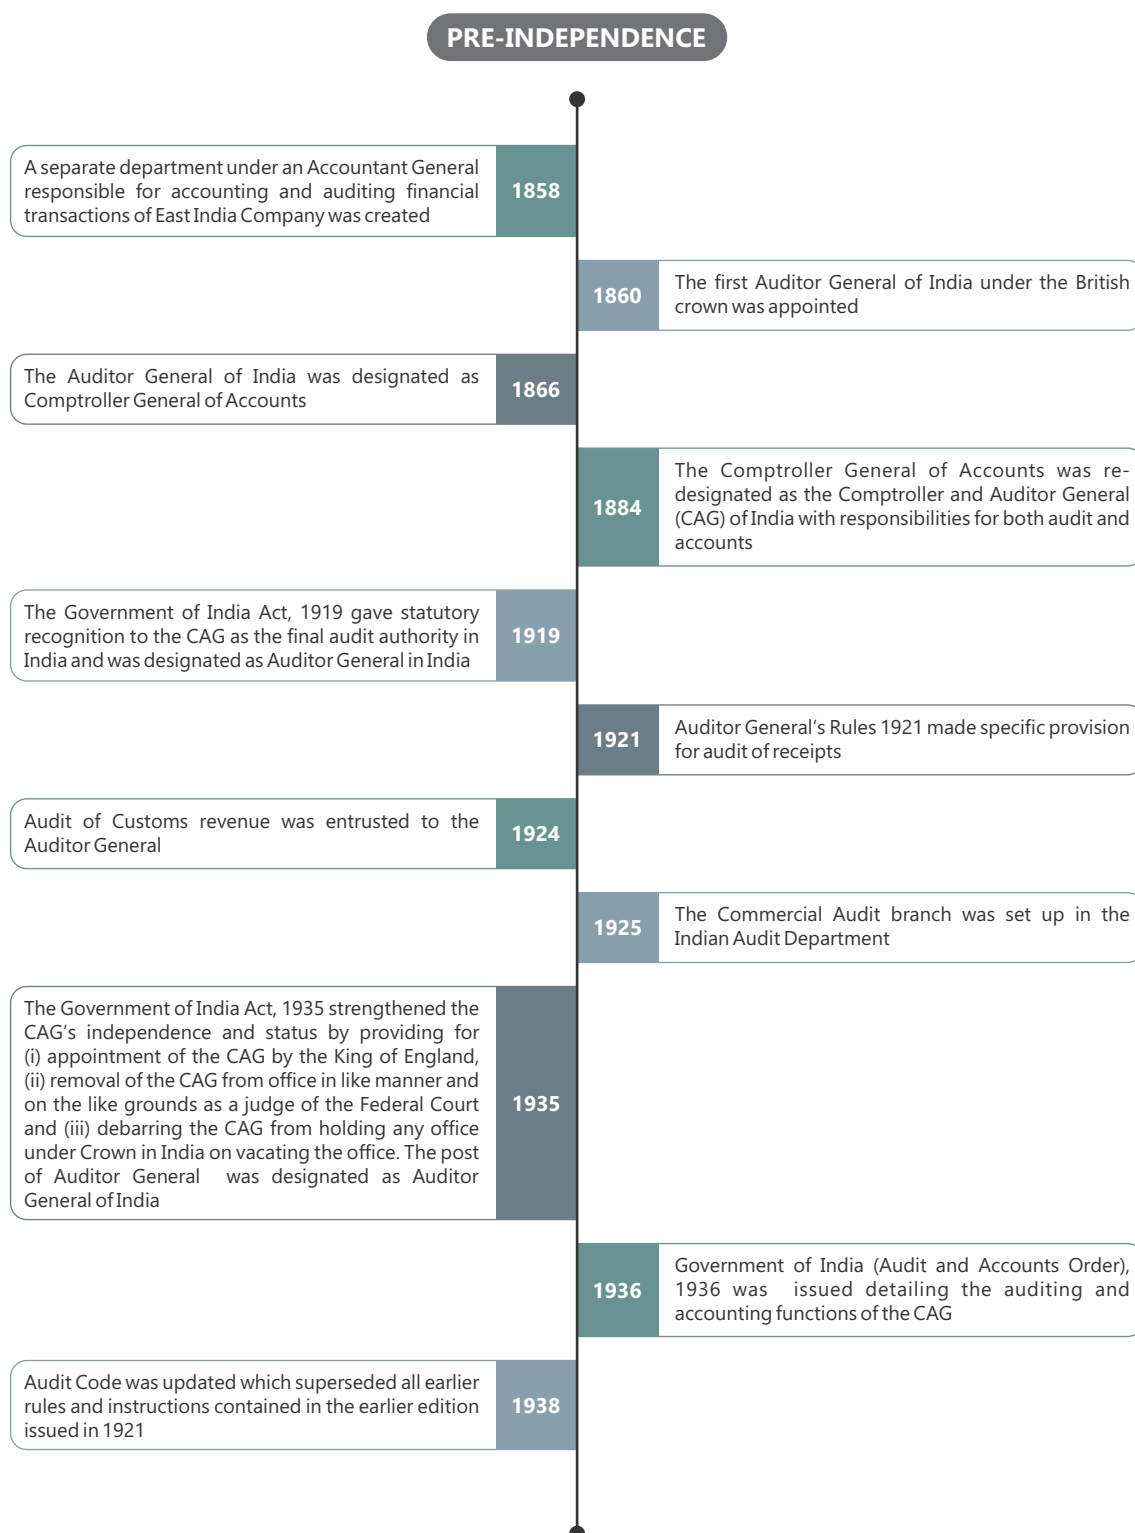 PRE-INDEPENDENCE
A separate department under an Accountant General
responsible for accounting and auditing financial
transactions of East India Company was created
1858
1860
The first Auditor General of India under the British
crown was appointed
The Auditor General of India was designated as
Comptroller General of Accounts
1866
1884
The Comptroller General of Accounts was re-
designated as the Comptroller and Auditor General
(CAG) of India with responsibilities for both audit and
accounts
The Government of India Act, 1919 gave statutory
recognition to the CAG as the final audit authority in
India and was designated as Auditor General in India
1919
1921
Auditor General’s Rules 1921 made specific provision
for audit of receipts
Audit of Customs revenue was entrusted to the
Auditor General
1924
1925
The Commercial Audit branch was set up in the
Indian Audit Department
The Government of India Act, 1935 strengthened the
CAG’s independence and status by providing for
(i) appointment of the CAG by the King of England,
(ii) removal of the CAG from office in like manner and
on the like grounds as a judge of the Federal Court
and (iii) debarring the CAG from holding any office
under Crown in India on vacating the office. The post
of Auditor General was designated as Auditor
General of India
1935
1936
Government of India (Audit and Accounts Order),
1936 was issued detailing the auditing and
accounting functions of the CAG
Audit Code was updated which superseded all earlier
rules and instructions contained in the earlier edition
issued in 1921
1938